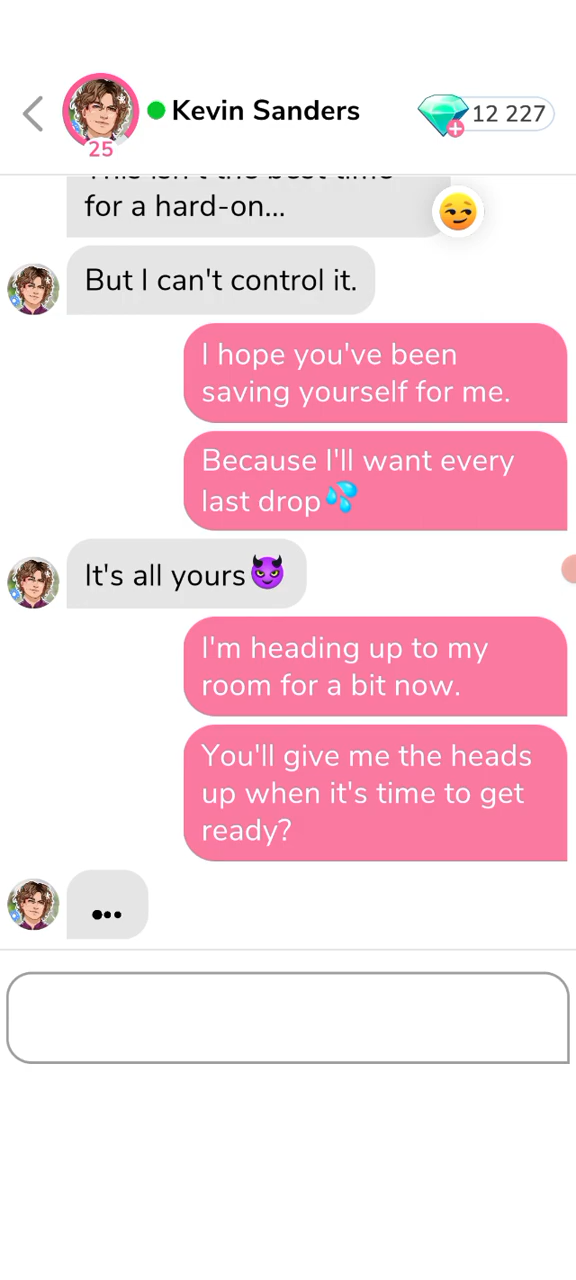 Kevin Sanders
12 227
25
for a hard-on...😏
But I can't control it.
I hope you've been
saving yourself for me.
Because I'll want every
last drop💦
It's all yours😈
I'm heading up to my
room for a bit now.
You'll give me the heads
up when it's time to get
ready?
...